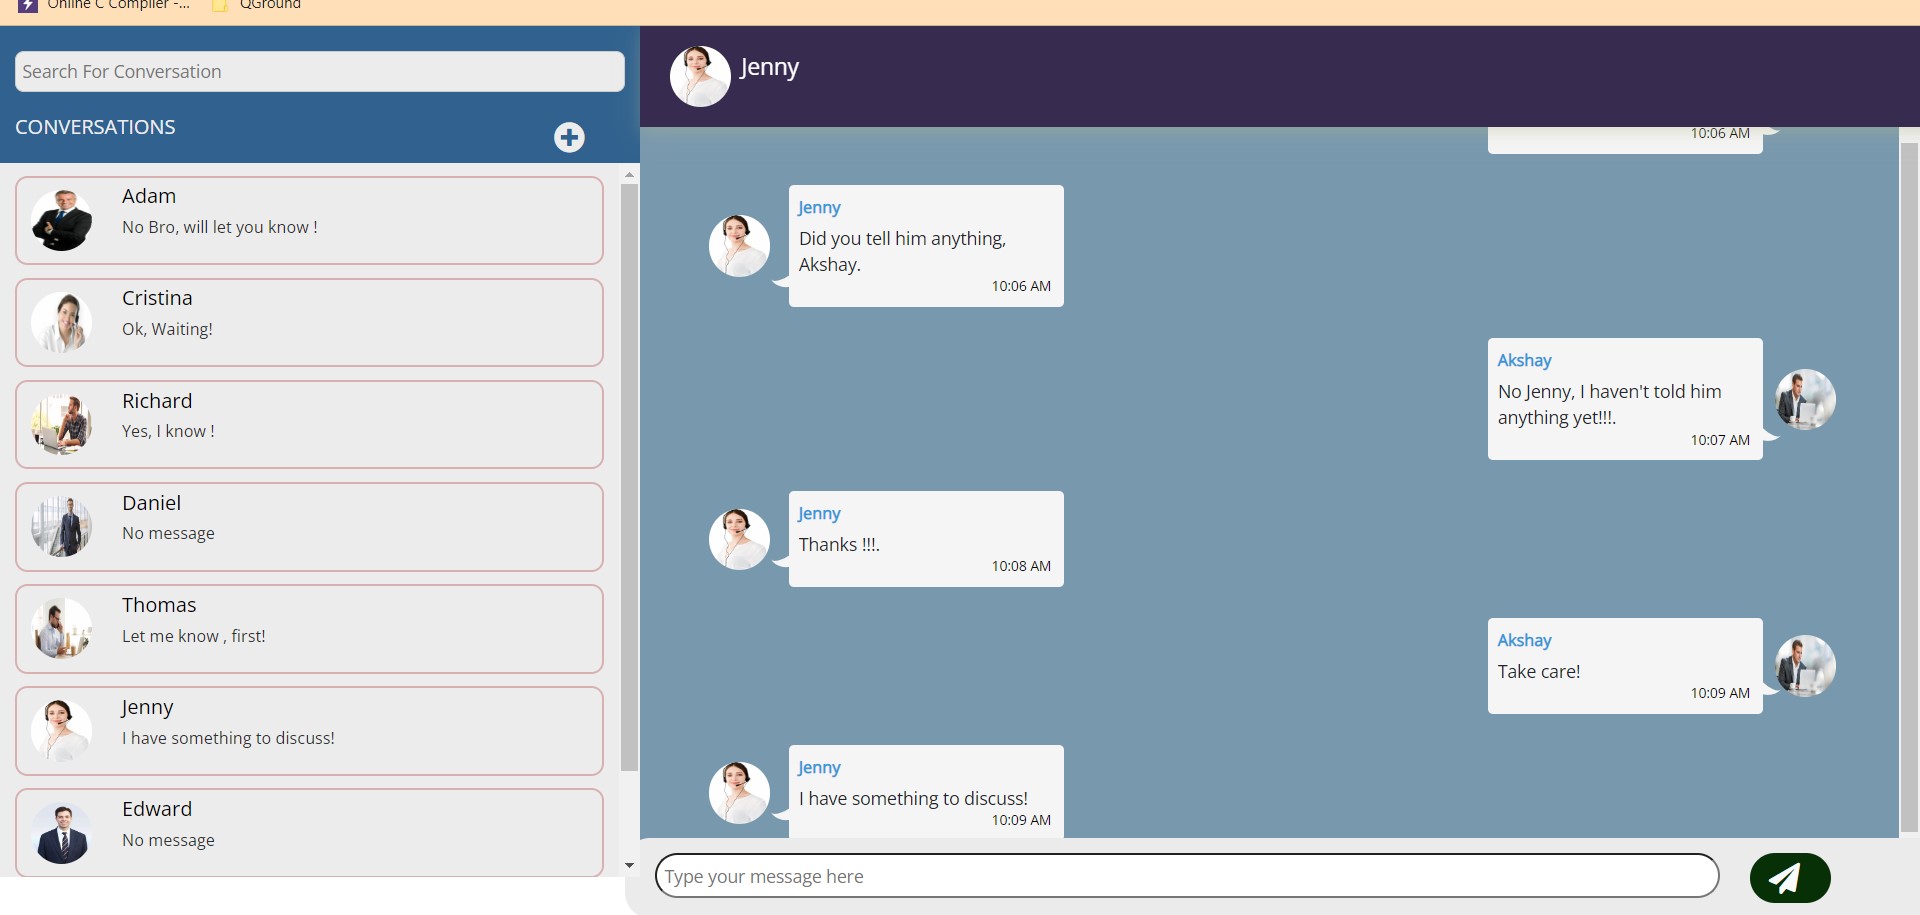 Online C Compiler -...
QGround
Search For Conversation
CONVERSATIONS
Adam
No Bro, will let you know !
Cristina
Ok, Waiting!
Richard
Yes, I know !
Daniel
No message
Thomas
Let me know , first!
Jenny
I have something to discuss!
Edward
No message
Jenny
10:06 AM
Jenny
Did you tell him anything,
Akshay.
10:06 AM
Akshay
No Jenny, I haven't told him
anything yet!!!.
10:07 AM
Jenny
Thanks !!!.
10:08 AM
Akshay
Take care!
10:09 AM
Jenny
I have something to discuss!
10:09 AM
Type your message here